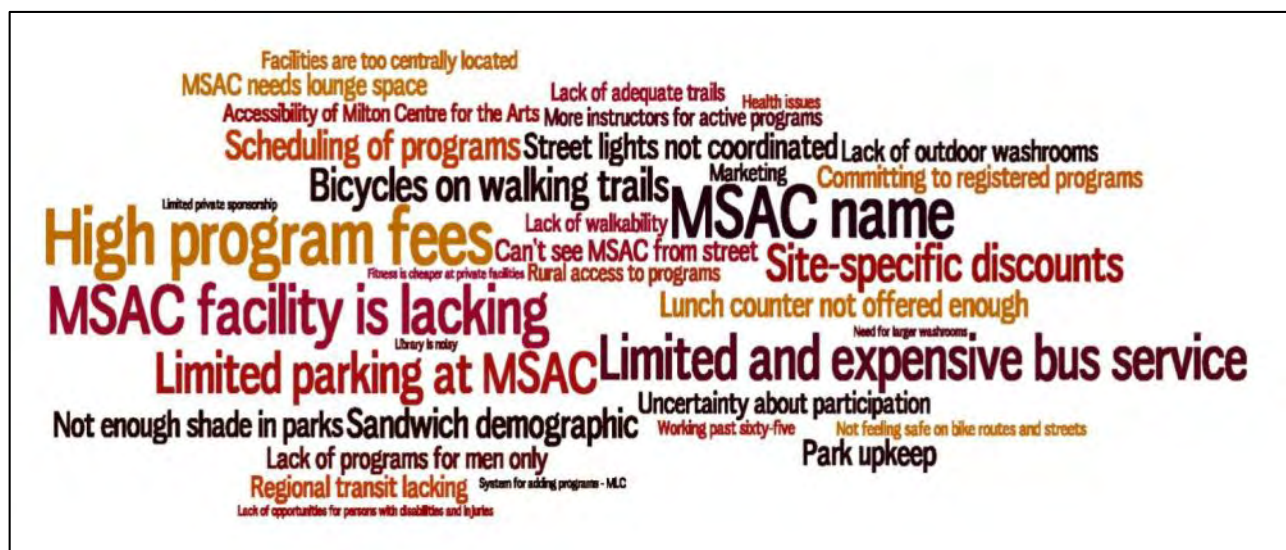 Facilities are too centrally located
MSAC needs lounge space
Lack of adequate trails
Health issues
Accessibility of Milton Centre for the Arts
More instructors for active programs
Scheduling of programs
Street lights not coordinated
Lack of outdoor washrooms
Bicycles on walking trails
Marketing
Committing to registered programs
Limited private sponsorship
High program fees
Lack of walkability
MSAC name
Can't see MSAC from street
Site-specific discounts
Fitness is cheaper at private facilities
Rural access to programs
MSAC facility is lacking
Lunch counter not offered enough
Library is noisy
Need for larger washrooms
Limited parking at MSAC
Limited and expensive bus service
Not enough shade in parks
Sandwich demographic
Uncertainty about participation
Working past sixty-five
Not feeling safe on bike routes and streets
Lack of programs for men only
Park upkeep
Regional transit lacking
System for adding programs - MLC
Lack of opportunities for persons with disabilities and injuries